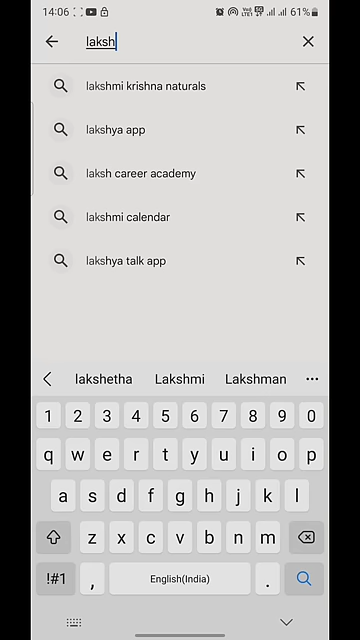 14:06 61%
laksh
lakshmi krishna naturals
lakshya app
laksh career academy
lakshmi calendar
lakshya talk app
lakshetha Lakshmi Lakshman
1 2 3 4 5 6 7 8 9 0
q w e r t y u i o p
a s d f g h j k l
z x c v b n m
!#1 , English(India) .